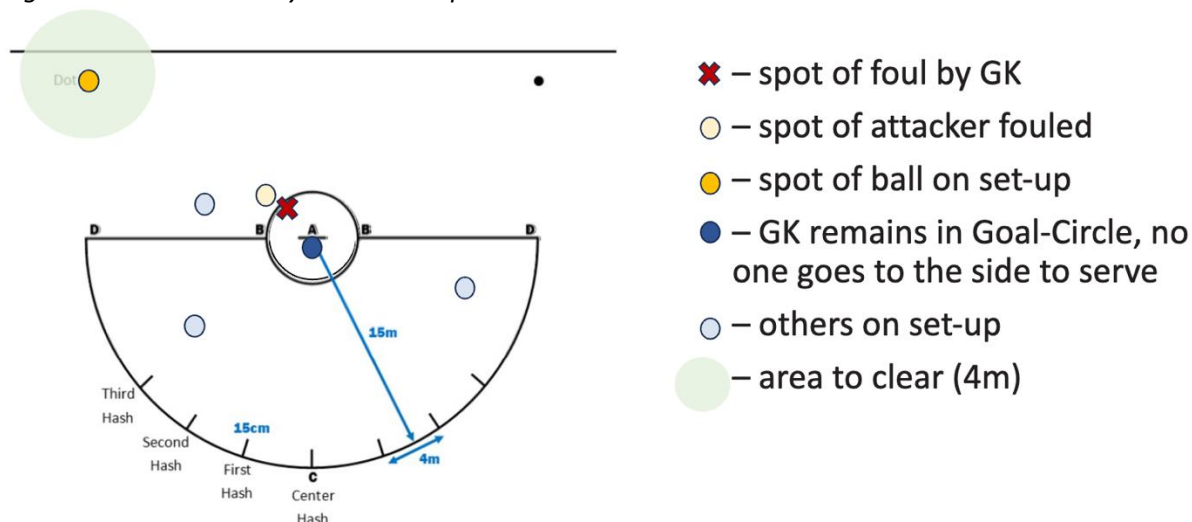 Dot
D
B
A
B
D
15m
Third
Hash
Second
Hash
15cm
First
Hash
C
Center
Hash
4m
✖ – spot of foul by GK
– spot of attacker fouled
– spot of ball on set-up
– GK remains in Goal-Circle, no
one goes to the side to serve
– others on set-up
– area to clear (4m)